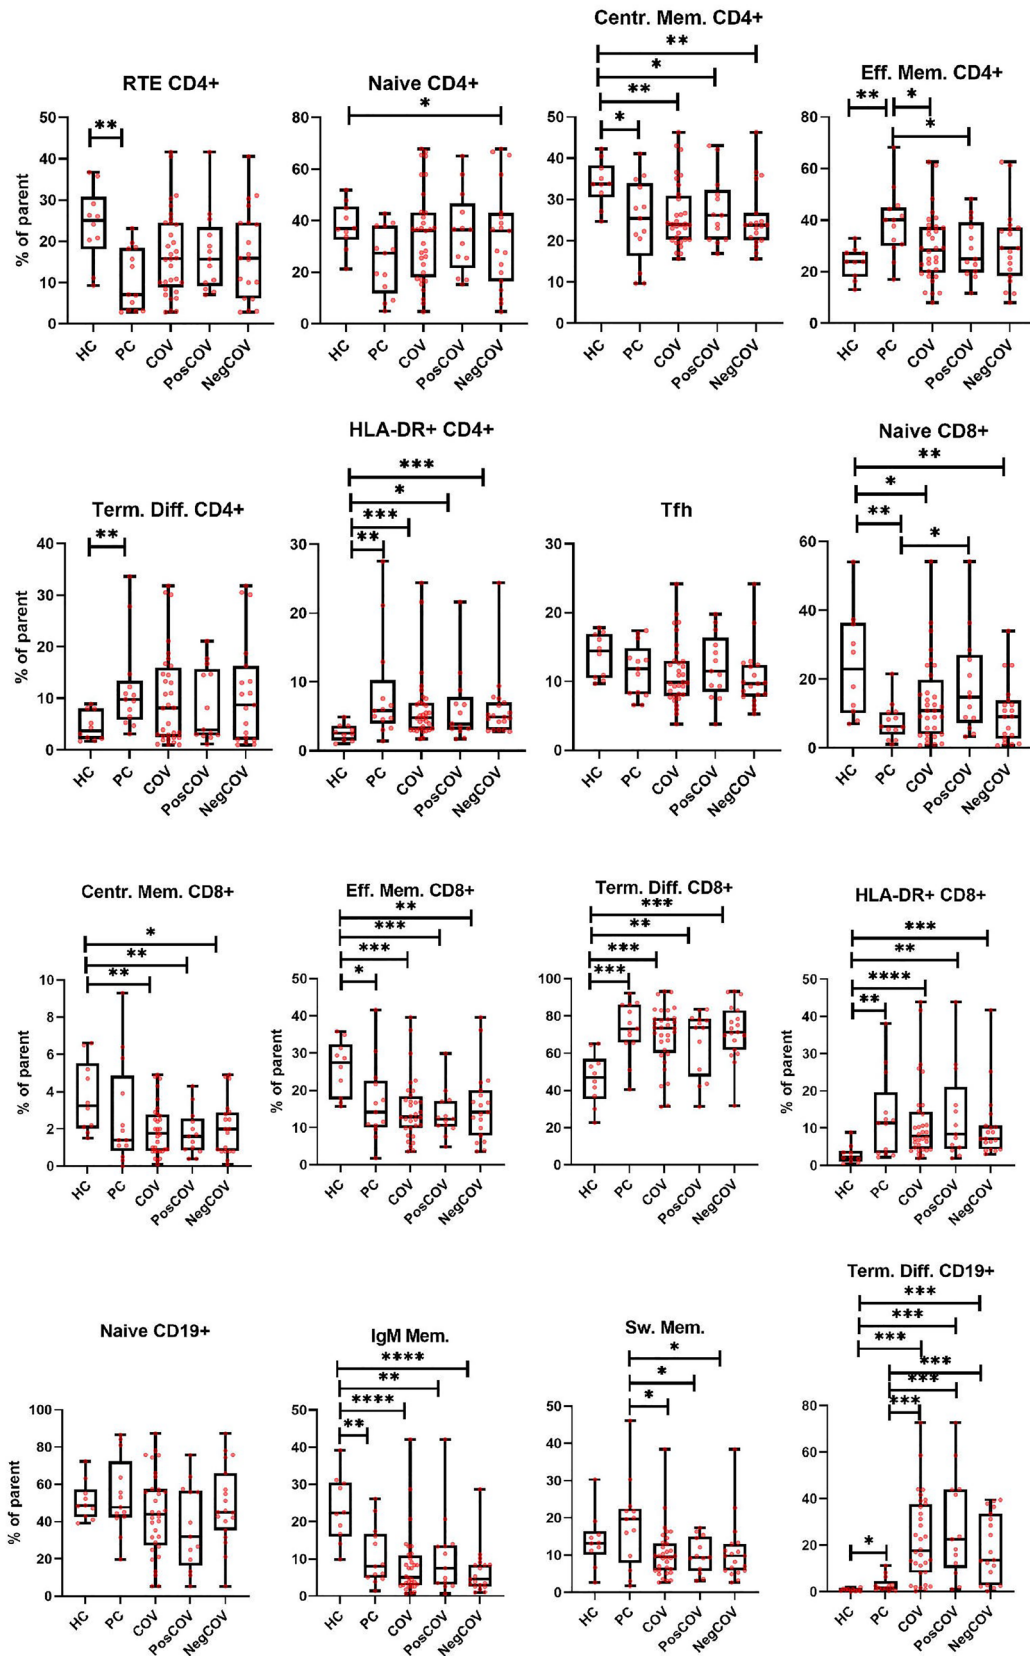 Centr. Mem. CD4+
RTE CD4+ Naive CD4+ Eff. Mem. CD4+
** * ** * ** * ** * *
% of parent
50 40 30 20 10 0
80 60 40 20 0
50 40 30 20 10 0
80 60 40 20 0
HC PC COV PosCOV NegCOV
HC PC COV PosCOV NegCOV
HC PC COV PosCOV NegCOV
HC PC COV PosCOV NegCOV
Term. Diff. CD4+ HLA-DR+ CD4+ Tfh Naive CD8+
** *** * *** ** ** * ** *
% of parent
40 30 20 10 0
30 20 10 0
30 20 10 0
60 40 20 0
HC PC COV PosCOV NegCOV
HC PC COV PosCOV NegCOV
HC PC COV PosCOV NegCOV
HC PC COV PosCOV NegCOV
Centr. Mem. CD8+ Eff. Mem. CD8+ Term. Diff. CD8+ HLA-DR+ CD8+
* ** ** ** *** *** * *** ** *** *** *** ** **** **
% of parent
10 8 6 4 2 0
% of parent
50 40 30 20 10 0
% of parent
100 80 60 40 20 0
% of parent
50 40 30 20 10 0
HC PC COV PosCOV NegCOV
HC PC COV PosCOV NegCOV
HC PC COV PosCOV NegCOV
HC PC COV PosCOV NegCOV
Naive CD19+ IgM Mem. Sw. Mem. Term. Diff. CD19+
**** ** **** ** * * * *** *** *** *** *** *** *
% of parent
100 80 60 40 20 0
% of parent
50 40 30 20 10 0
% of parent
50 40 30 20 10 0
% of parent
80 60 40 20 0
HC PC COV PosCOV NegCOV
HC PC COV PosCOV NegCOV
HC PC COV PosCOV NegCOV
HC PC COV PosCOV NegCOV